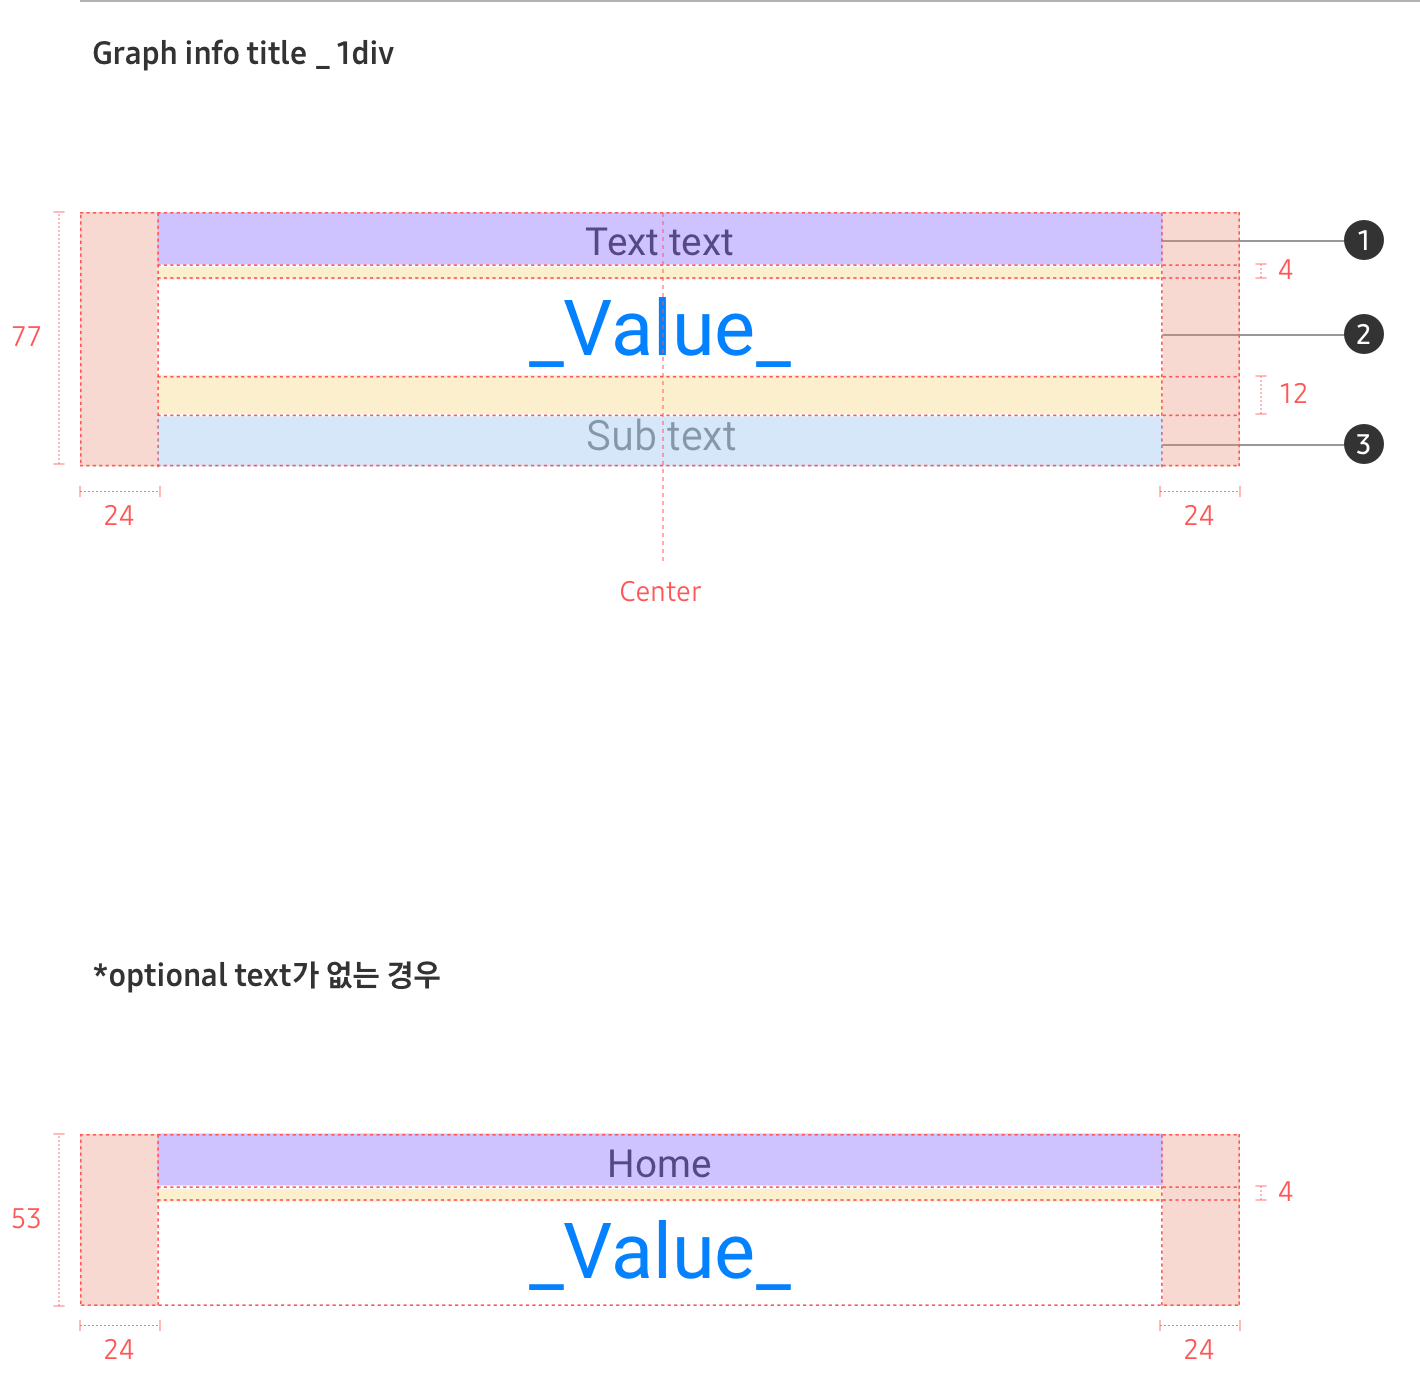 Graph info title _ 1div
Text text
1
4
_Value_
77
2
12
Sub text
3
24
24
Center
*optional text가 없는 경우
Home
4
53
_Value_
24
24